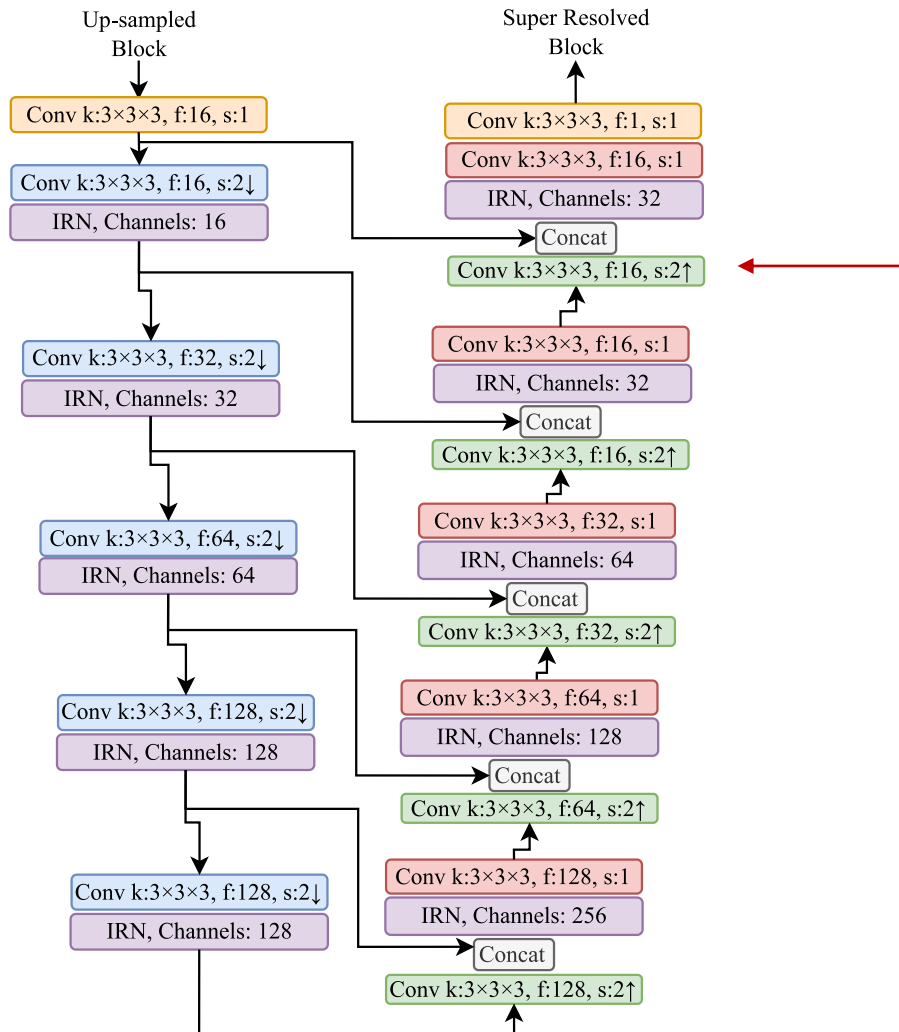 Up-sampled
Block
Conv k:3×3×3, f:16, s:1
Conv k:3×3×3, f:16, s:2↓
IRN, Channels: 16
Conv k:3×3×3, f:32, s:2↓
IRN, Channels: 32
Conv k:3×3×3, f:64, s:2↓
IRN, Channels: 64
Conv k:3×3×3, f:128, s:2↓
IRN, Channels: 128
Conv k:3×3×3, f:128, s:2↓
IRN, Channels: 128
Super Resolved
Block
Conv k:3×3×3, f:1, s:1
Conv k:3×3×3, f:16, s:1
IRN, Channels: 32
Concat
Conv k:3×3×3, f:16, s:2↑
Conv k:3×3×3, f:16, s:1
IRN, Channels: 32
Concat
Conv k:3×3×3, f:16, s:2↑
Conv k:3×3×3, f:32, s:1
IRN, Channels: 64
Concat
Conv k:3×3×3, f:32, s:2↑
Conv k:3×3×3, f:64, s:1
IRN, Channels: 128
Concat
Conv k:3×3×3, f:64, s:2↑
Conv k:3×3×3, f:128, s:1
IRN, Channels: 256
Concat
Conv k:3×3×3, f:128, s:2↑